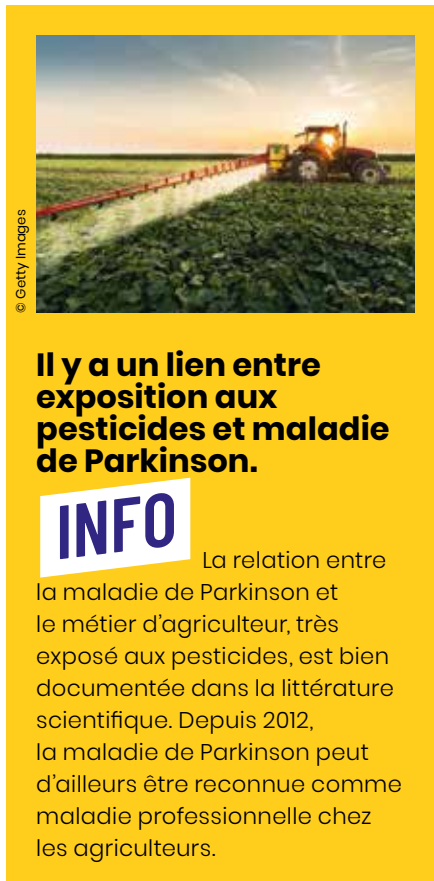 © Getty Images
Il y a un lien entre
exposition aux
pesticides et maladie
de Parkinson.
INFO
La relation entre
la maladie de Parkinson et
le métier d’agriculteur, très
exposé aux pesticides, est bien
documentée dans la littérature
scientifique. Depuis 2012,
la maladie de Parkinson peut
d’ailleurs être reconnue comme
maladie professionnelle chez
les agriculteurs.